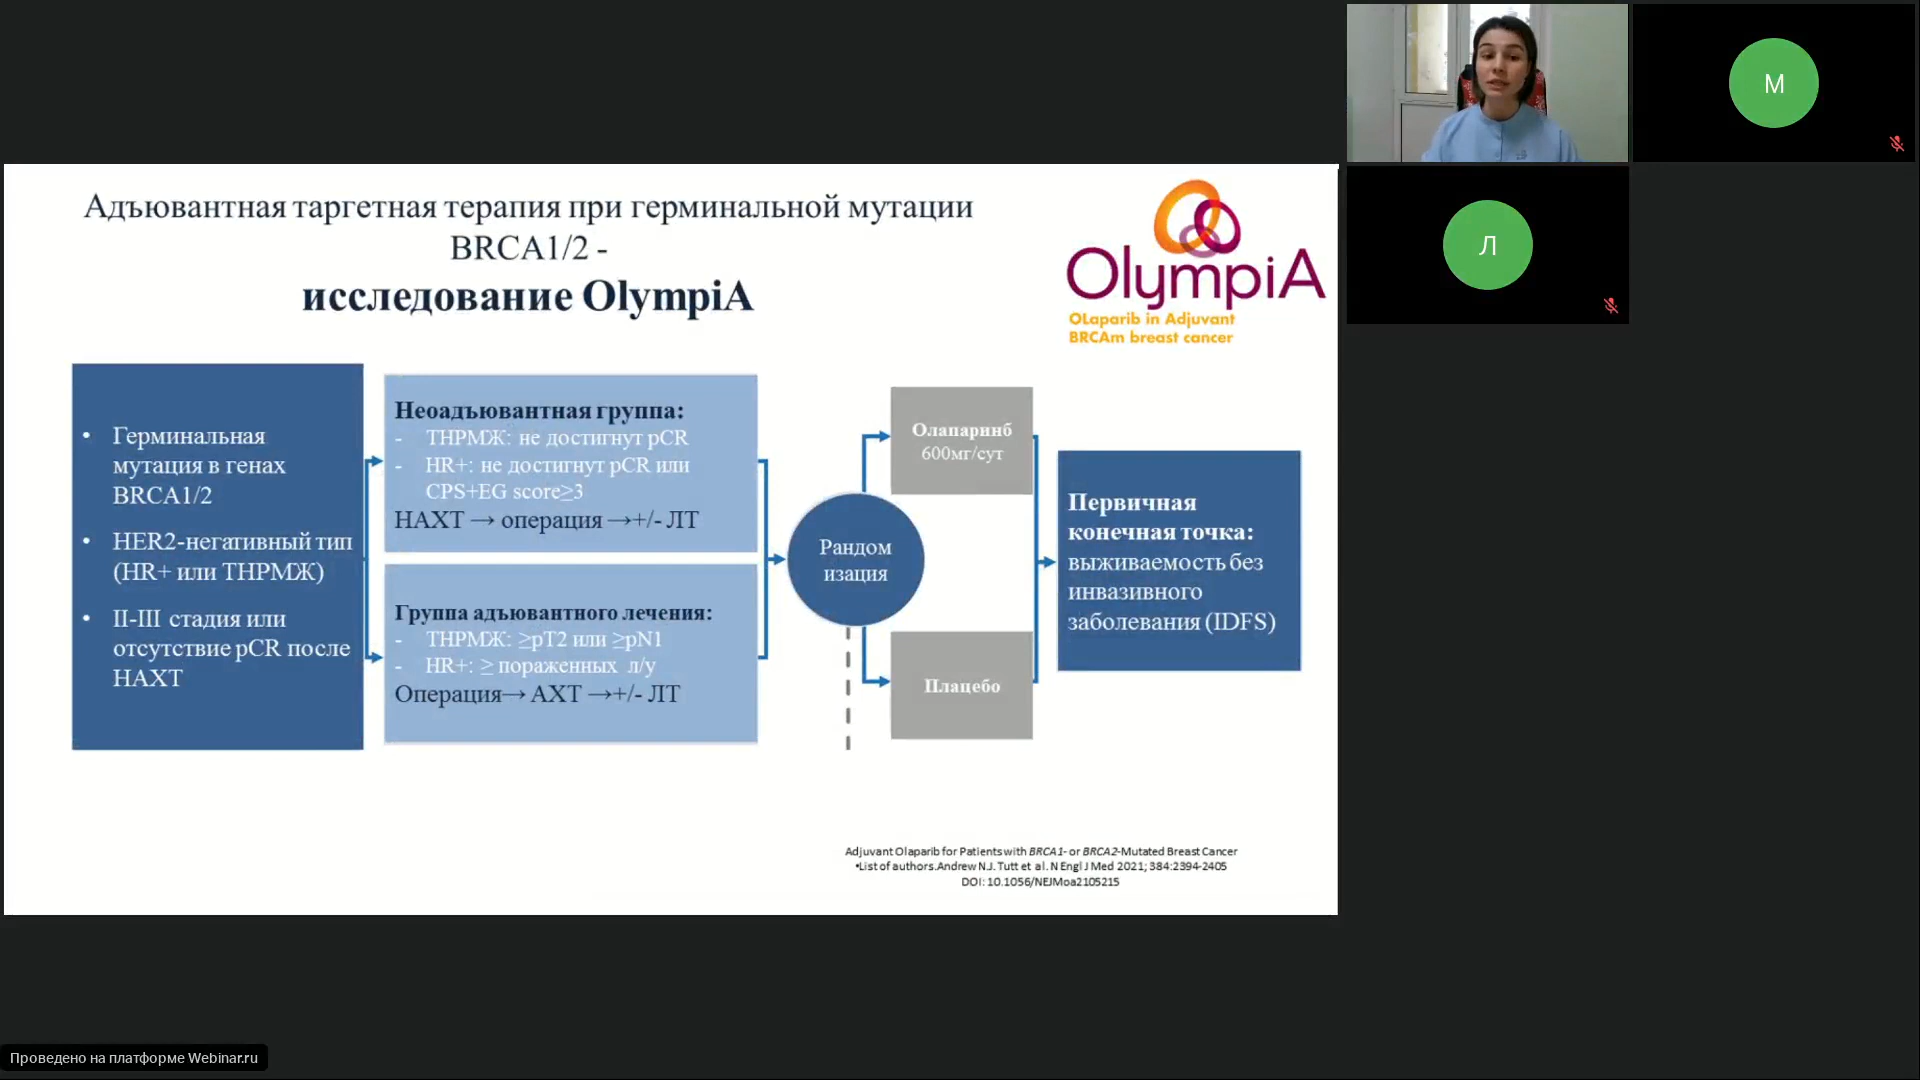 Адъювантная таргетная терапия при герминальной мутации
BRCA1/2 -
исследование OlympiA
OlympiA
OLaparib in Adjuvant
BRCAm breast cancer
• Герминальная
мутация в генах
BRCA1/2
• HER2-негативный тип
(HR+ или ТНРМЖ)
• II-III стадия или
отсутствие pCR после
НАХТ
Неоадъювантная группа:
- ТНРМЖ: не достигнут pCR
- HR+: не достигнут pCR или
CPS+EG score≥3
НАХТ → операция →+/- ЛТ
Группа адъювантного лечения:
- ТНРМЖ: ≥pT2 или ≥pN1
- HR+: ≥ пораженных л/у
Операция→ АХТ →+/- ЛТ
Рандом
изация
Олапаринб
600мг/сут
Плацебо
Первичная
конечная точка:
выживаемость без
инвазивного
заболевания (IDFS)
Adjuvant Olaparib for Patients with BRCA1- or BRCA2-Mutated Breast Cancer
•List of authors.Andrew N.J. Tutt et al. N Engl J Med 2021; 384:2394-2405
DOI: 10.1056/NEJMoa2105215
М
Л
Проведено на платформе Webinar.ru